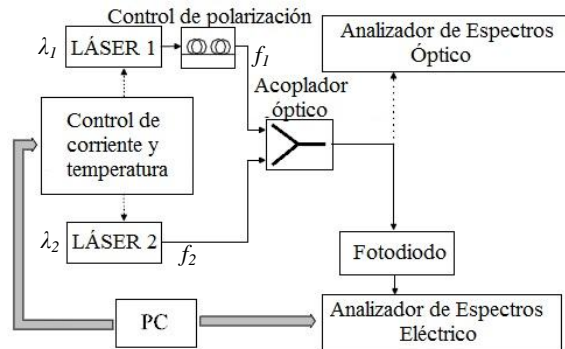 Control de polarización
λ1
LÁSER 1
f1
Analizador de Espectros
Óptico
Acoplador
óptico
Control de
corriente y
temperatura
λ2
LÁSER 2
f2
Fotodiodo
PC
Analizador de Espectros
Eléctrico